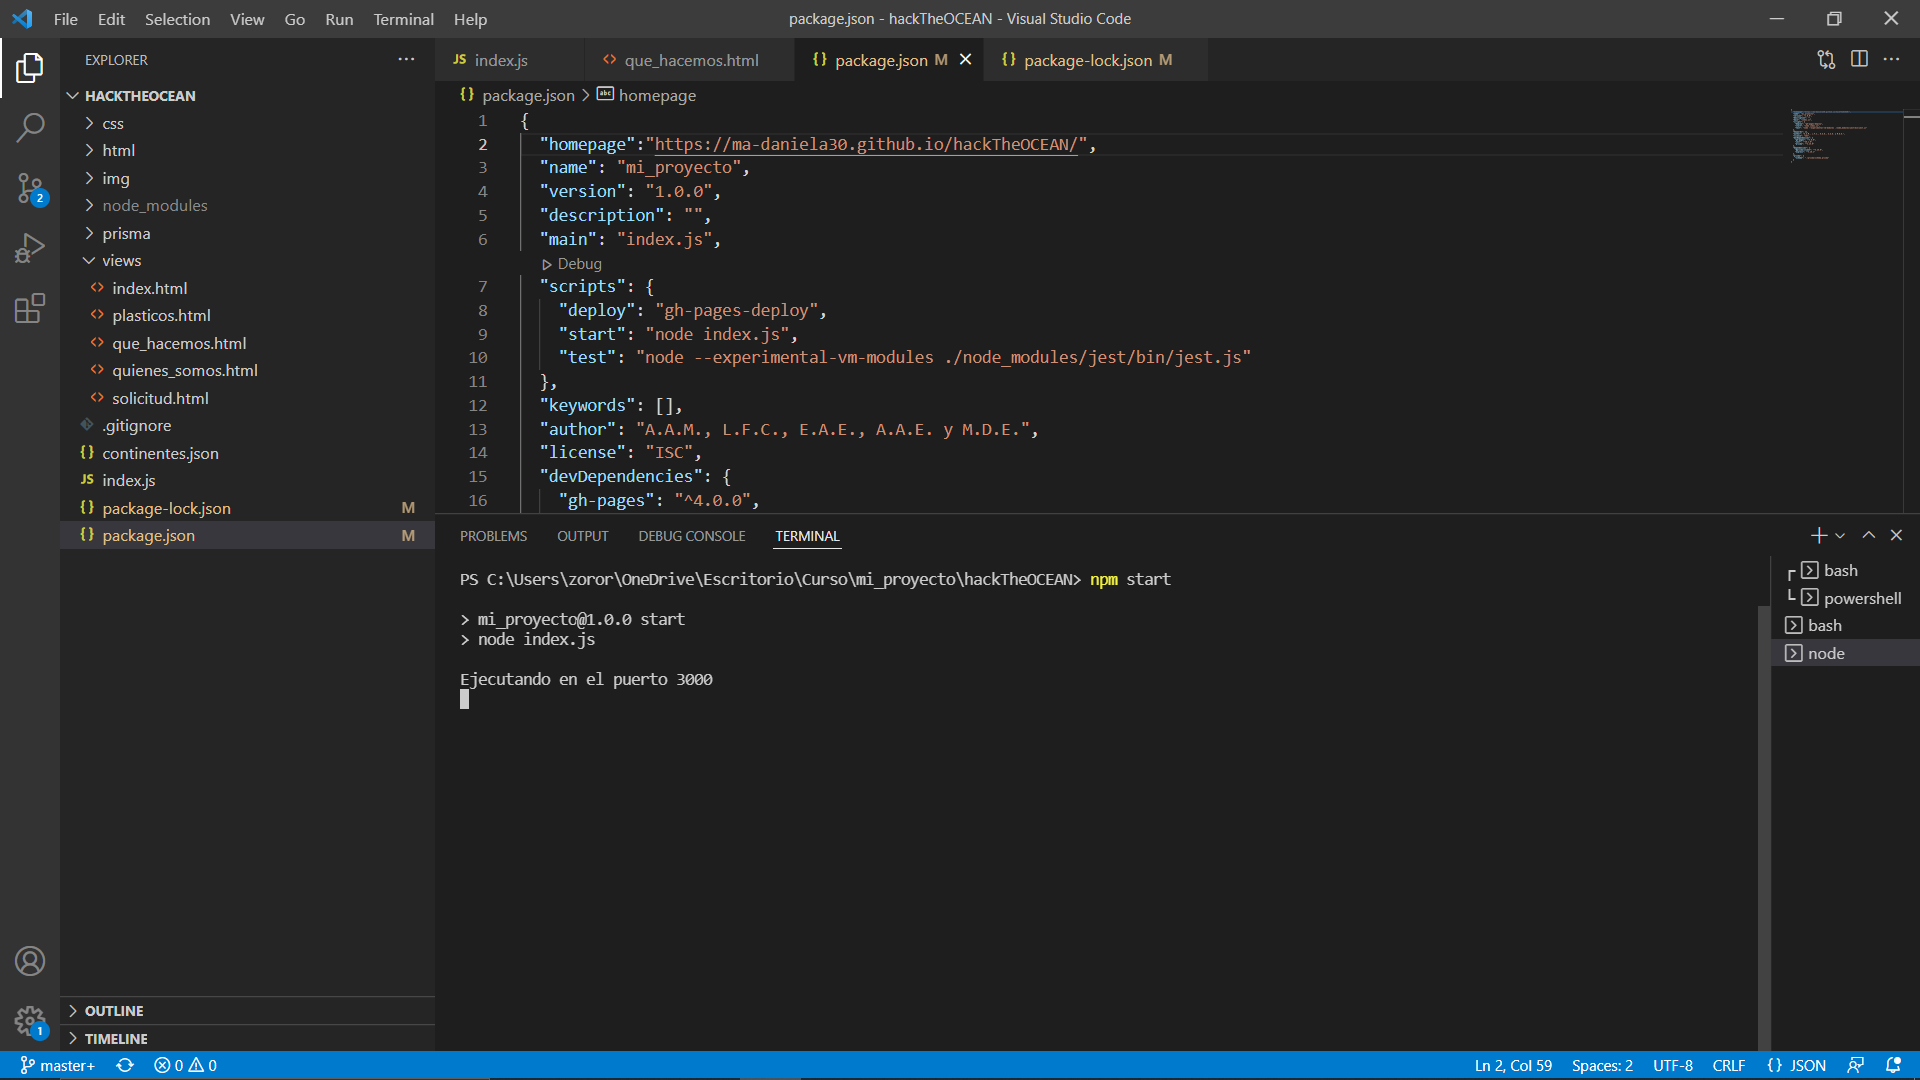 File Edit Selection View Go Run Terminal Help
package.json - hackTheOCEAN - Visual Studio Code
EXPLORER
HACKTHEOCEAN
css
html
img
node_modules
prisma
views
index.html
plasticos.html
que_hacemos.html
quienes_somos.html
solicitud.html
.gitignore
continentes.json
JS index.js
package-lock.json M
package.json M
OUTLINE
TIMELINE
2
1
JS index.js
que_hacemos.html
{} package.json M
{} package-lock.json M
{} package.json > abc homepage
1 {
2 "homepage":"https://ma-daniela30.github.io/hackTheOCEAN/",
3 "name": "mi_proyecto",
4 "version": "1.0.0",
5 "description": "",
6 "main": "index.js",
Debug
7 "scripts": {
8 "deploy": "gh-pages-deploy",
9 "start": "node index.js",
10 "test": "node --experimental-vm-modules ./node_modules/jest/bin/jest.js"
11 },
12 "keywords": [],
13 "author": "A.A.M., L.F.C., E.A.E., A.A.E. y M.D.E.",
14 "license": "ISC",
15 "devDependencies": {
16 "gh-pages": "^4.0.0",
PROBLEMS OUTPUT DEBUG CONSOLE TERMINAL
PS C:\Users\zoror\OneDrive\Escritorio\Curso\mi_proyecto\hackTheOCEAN> npm start
> mi_proyecto@1.0.0 start
> node index.js
Ejecutando en el puerto 3000
bash
powershell
bash
node
master+ 0 0
Ln 2, Col 59 Spaces: 2 UTF-8 CRLF {} JSON